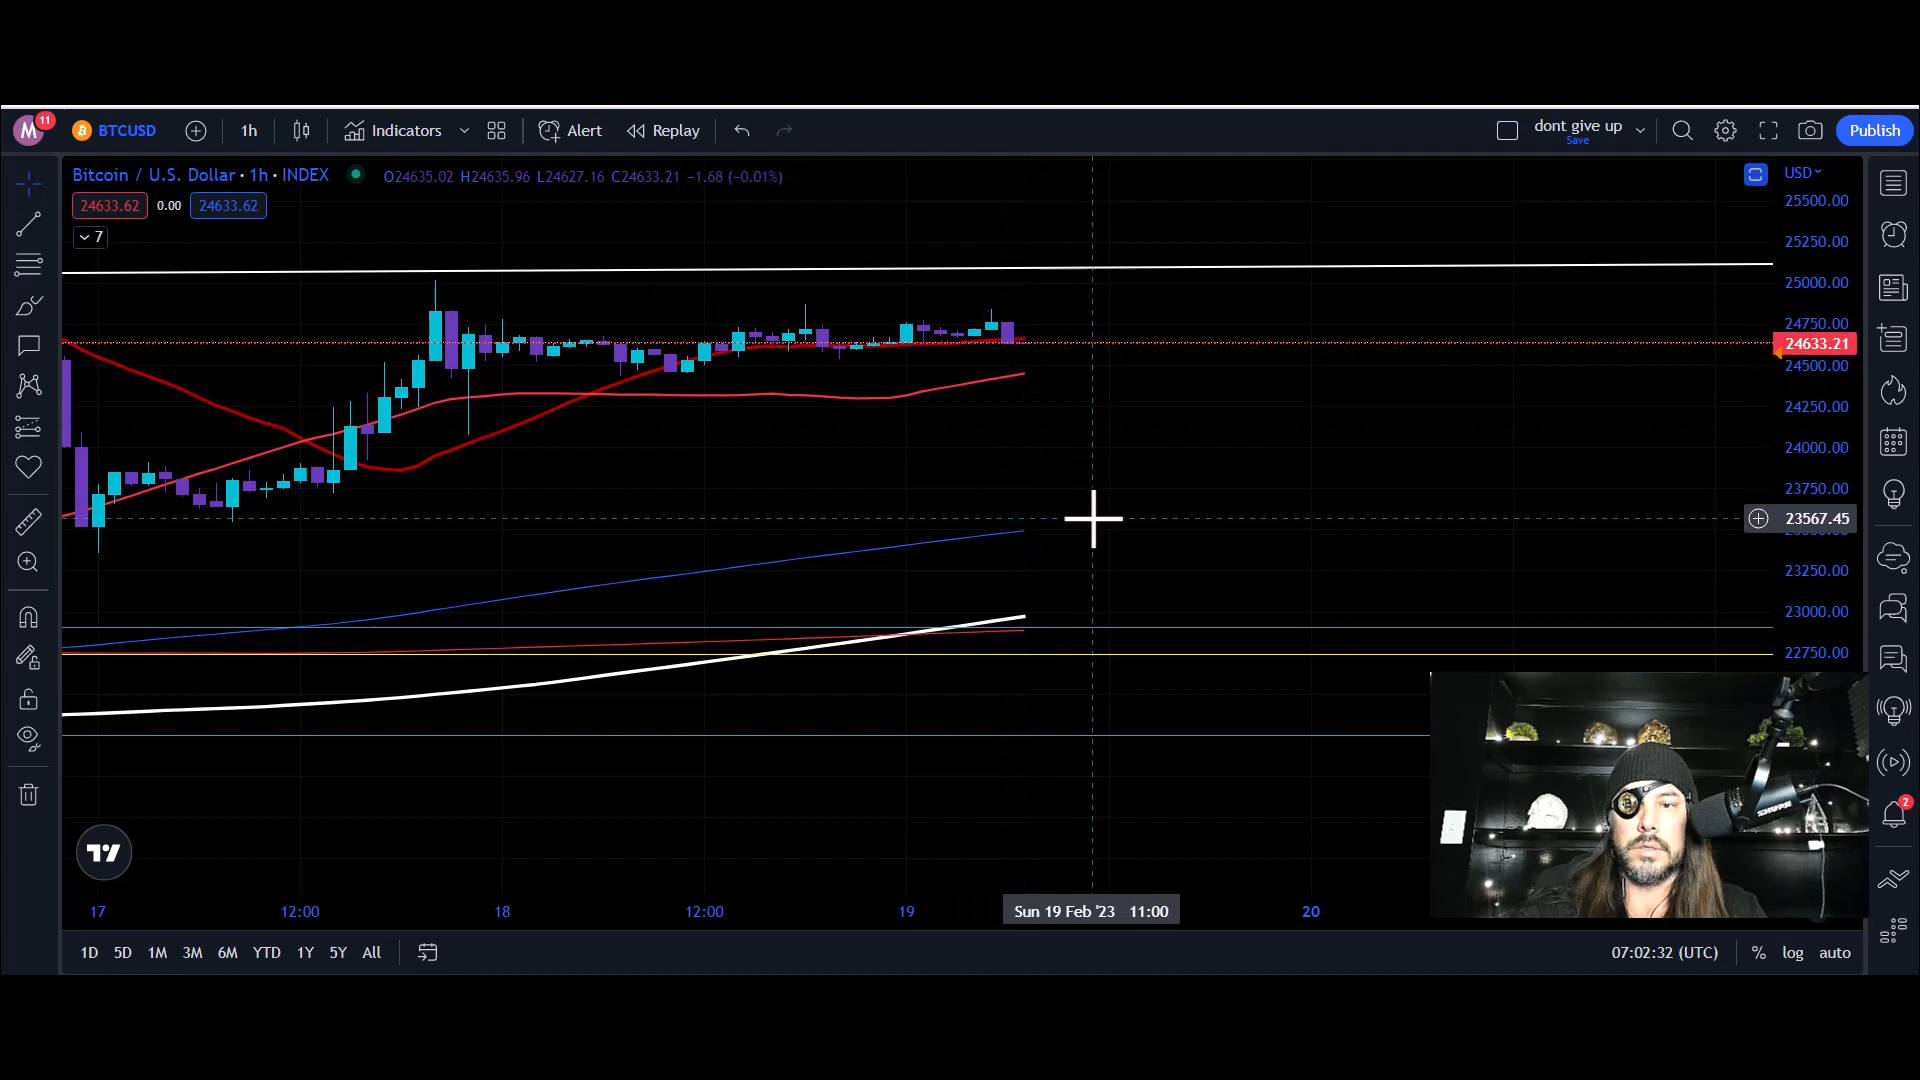 M 11 BTCUSD 1h Indicators Alert Replay dont give up Publish
Save
Bitcoin / U.S. Dollar · 1h · INDEX O24635.02 H24635.96 L24627.16 C24633.21 −1.68 (−0.01%) USD
24633.62 0.00 24633.62
7
25500.00
25250.00
25000.00
24750.00
24633.21
24500.00
24250.00
24000.00
23750.00
23567.45
23250.00
23000.00
22750.00
SHURE
2
17 12:00 18 12:00 19 Sun 19 Feb '23 11:00 20
1D 5D 1M 3M 6M YTD 1Y 5Y All 07:02:32 (UTC) % log auto